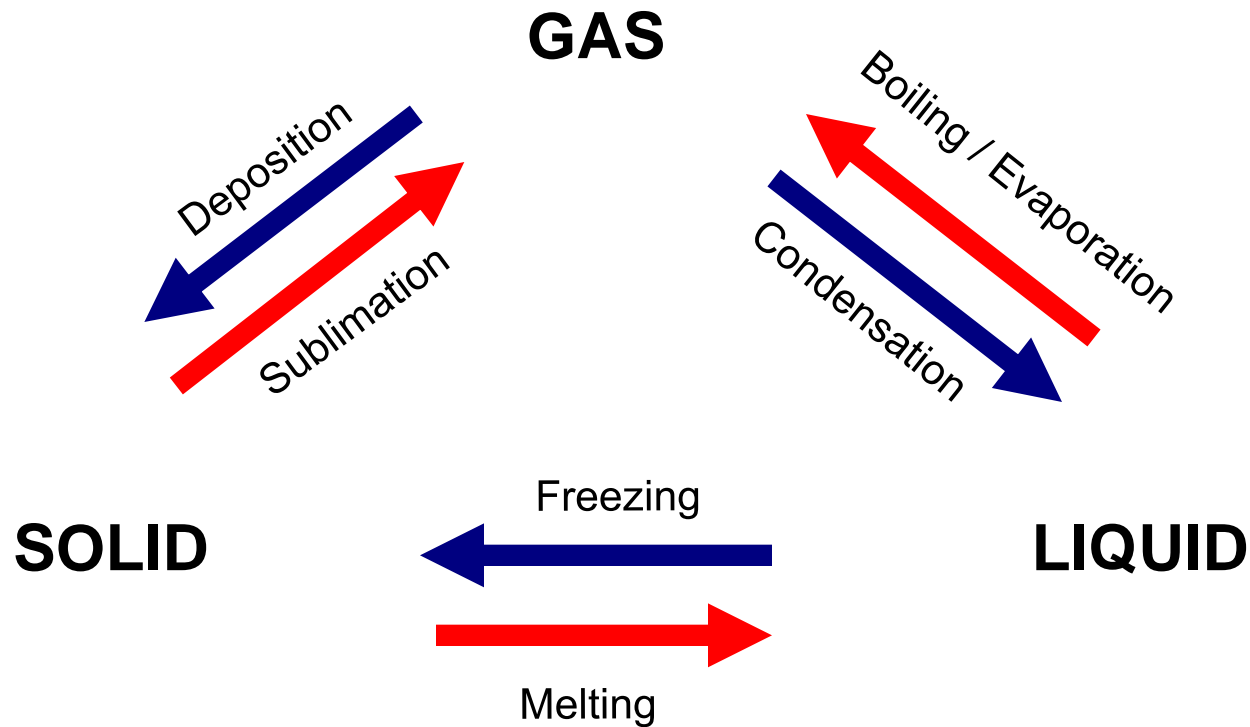 GAS
Deposition
Sublimation
Boiling / Evaporation
Condensation
SOLID
Freezing
LIQUID
Melting